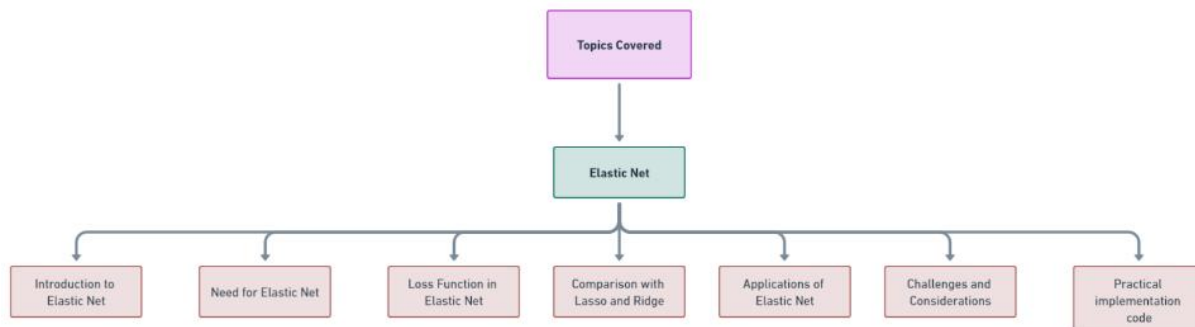 Topics Covered
Elastic Net
Introduction to
Elastic Net
Need for Elastic Net
Loss Function in
Elastic Net
Comparison with
Lasso and Ridge
Applications of
Elastic Net
Challenges and
Considerations
Practical
implementation
code